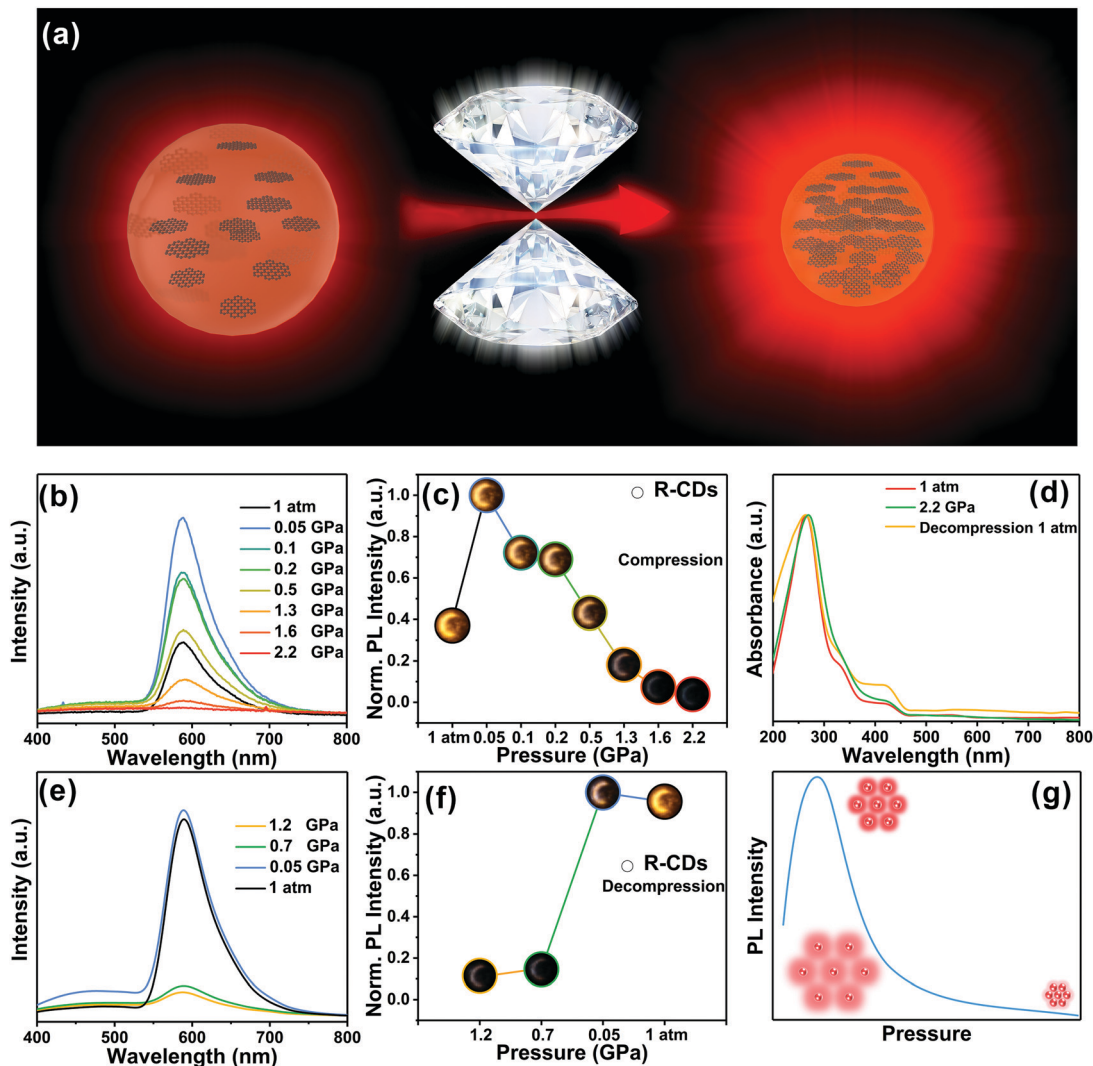 (a)
(b)
Intensity (a.u.)
1 atm
0.05 GPa
0.1 GPa
0.2 GPa
0.5 GPa
1.3 GPa
1.6 GPa
2.2 GPa
400 500 600 700 800
Wavelength (nm)
(c)
Norm. PL Intensity (a.u.)
1.0
0.8
0.6
0.4
0.2
0.0
R-CDs
Compression
1 atm 0.05 0.1 0.2 0.5 1.3 1.6 2.2
Pressure (GPa)
(d)
Absorbance (a.u.)
1 atm
2.2 GPa
Decompression 1 atm
200 300 400 500 600 700 800
Wavelength (nm)
(e)
Intensity (a.u.)
1.2 GPa
0.7 GPa
0.05 GPa
1 atm
400 500 600 700 800
Wavelength (nm)
(f)
Norm. PL Intensity (a.u.)
1.0
0.8
0.6
0.4
0.2
0.0
R-CDs
Decompression
1.2 0.7 0.05 1 atm
Pressure (GPa)
(g)
PL Intensity
Pressure